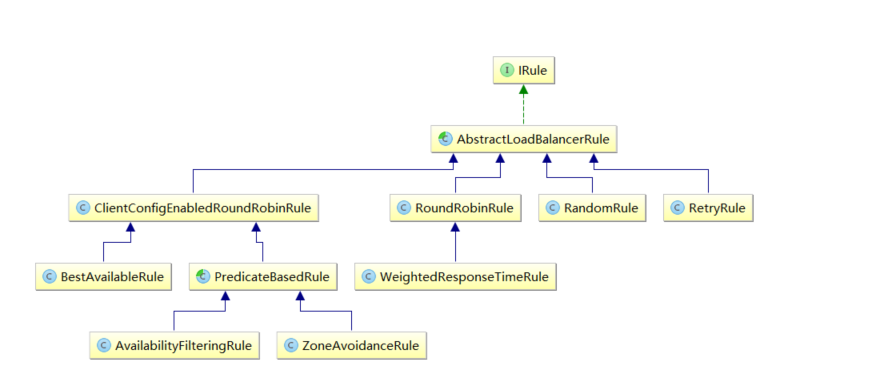 I IRule
C AbstractLoadBalancerRule
C ClientConfigEnabledRoundRobinRule
C RoundRobinRule
C RandomRule
C RetryRule
C BestAvailableRule
C PredicateBasedRule
C WeightedResponseTimeRule
C AvailabilityFilteringRule
C ZoneAvoidanceRule